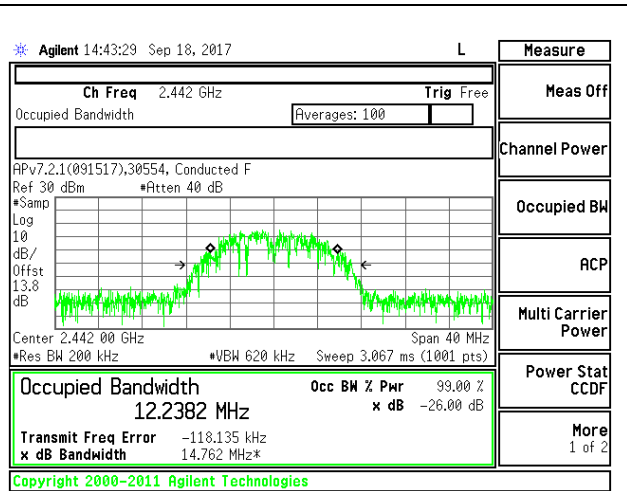 Agilent 14:43:29 Sep 18, 2017 L
Measure
Ch Freq 2.442 GHz Trig Free
Occupied Bandwidth Averages: 100
Meas Off
Channel Power
APv7.2.1(091517),30554, Conducted F
Ref 30 dBm #Atten 40 dB
#Samp
Log
10
dB/
Offst
13.8
dB
Occupied BW
ACP
Multi Carrier
Power
Center 2.442 00 GHz Span 40 MHz
#Res BW 200 kHz #VBW 620 kHz Sweep 3.067 ms (1001 pts)
Occupied Bandwidth Occ BW % Pwr 99.00 %
12.2382 MHz x dB -26.00 dB
Transmit Freq Error -118.135 kHz
x dB Bandwidth 14.762 MHz*
Power Stat
CCDF
More
1 of 2
Copyright 2000-2011 Agilent Technologies